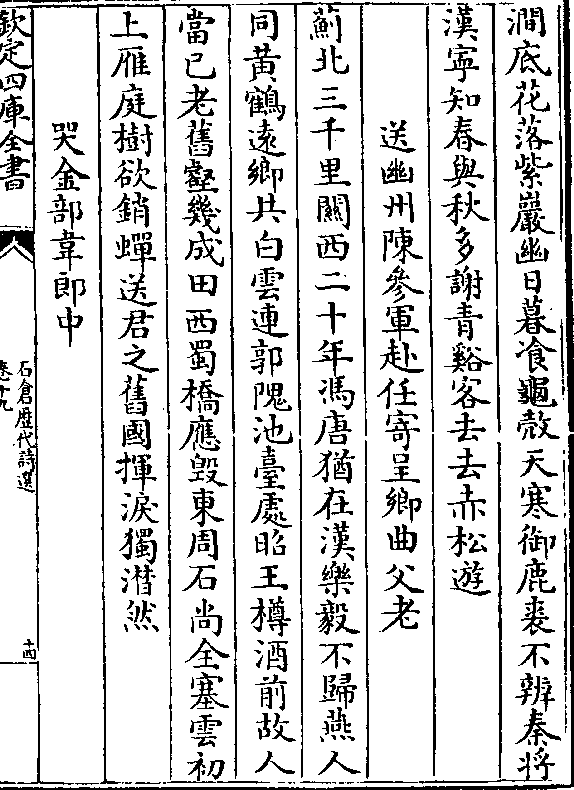 澗底花落紫巖幽日暮飡龜殻天寒御鹿裘不辨秦將
漢寧知春與秋多謝青谿客去去赤松遊
送幽州陳參軍赴任寄呈鄉曲父老
薊北三千里關西二十年馮唐猶在漢樂毅不歸燕人
同黃鶴遠鄉共白雲連郭隗池臺處昭王樽酒前故人
當已老舊壑幾成田西蜀橋應毀東周石尚全塞雲初
上雁庭樹欲銷蟬送君之舊國揮淚獨潸然
哭金部韋郎中
欽定四庫全書
石倉歴代詩選
卷十九
十四